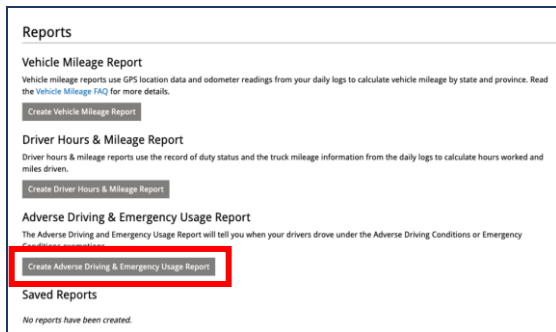 Reports
Vehicle Mileage Report
Vehicle mileage reports use GPS location data and odometer readings from your daily logs to calculate vehicle mileage by state and province. Read
the Vehicle Mileage FAQ for more details.
Create Vehicle Mileage Report
Driver Hours & Mileage Report
Driver hours & mileage reports use the record of duty status and the truck mileage information from the daily logs to calculate hours worked and
miles driven.
Create Driver Hours & Mileage Report
Adverse Driving & Emergency Usage Report
The Adverse Driving and Emergency Usage Report will tell you when your drivers drove under the Adverse Driving Conditions or Emergency
Conditions exemptions.
Create Adverse Driving & Emergency Usage Report
Saved Reports
No reports have been created.